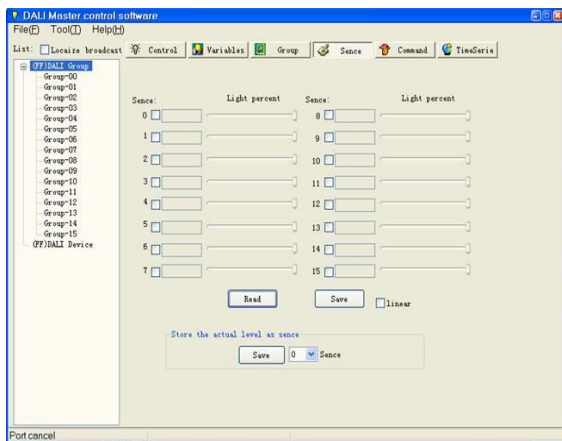 DALI Master control software
File(F) Tool(T) Help(H)
List: Locaize broadcast Control Variables Group Sence Command TimeSerie
(FF)DALI Group
Group-00
Group-01
Group-02
Group-03
Group-04
Group-05
Group-06
Group-07
Group-08
Group-09
Group-10
Group-11
Group-12
Group-13
Group-14
Group-15
(FF)DALI Device
Sence: Light percent Sence: Light percent
0 8
1 9
2 10
3 11
4 12
5 13
6 14
7 15
Read Save linear
Store the actual level as sence
Save 0 Sence
Port cancel